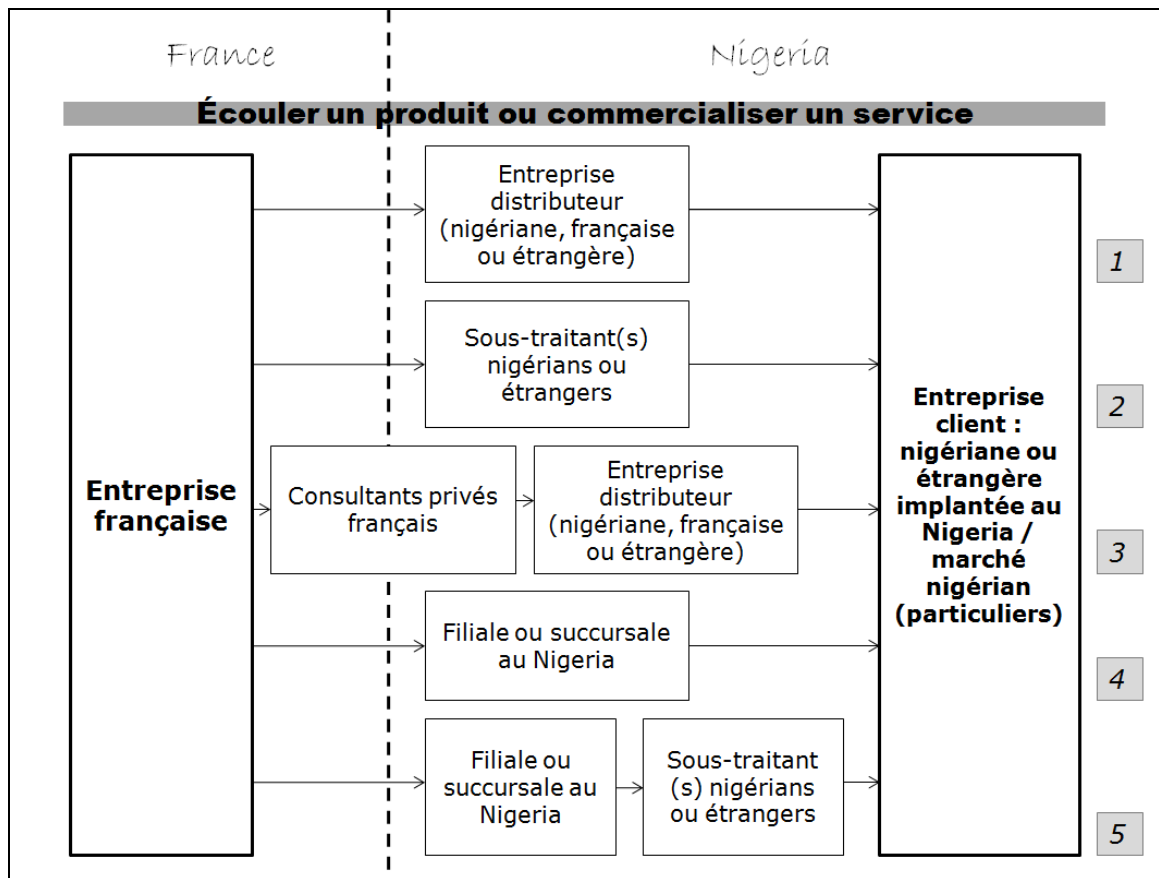 France
Nigeria
Écouler un produit ou commercialiser un service
Entreprise
française
Entreprise
distributeur
(nigériane, française
ou étrangère)
1
Sous-traitant(s)
nigérians ou
étrangers
2
Consultants privés
français
Entreprise
distributeur
(nigériane, française
ou étrangère)
3
Filiale ou succursale
au Nigeria
4
Filiale ou
succursale au
Nigeria
Sous-traitant
(s) nigérians
ou étrangers
5
Entreprise
client :
nigériane ou
étrangère
implantée au
Nigeria /
marché
nigérian
(particuliers)